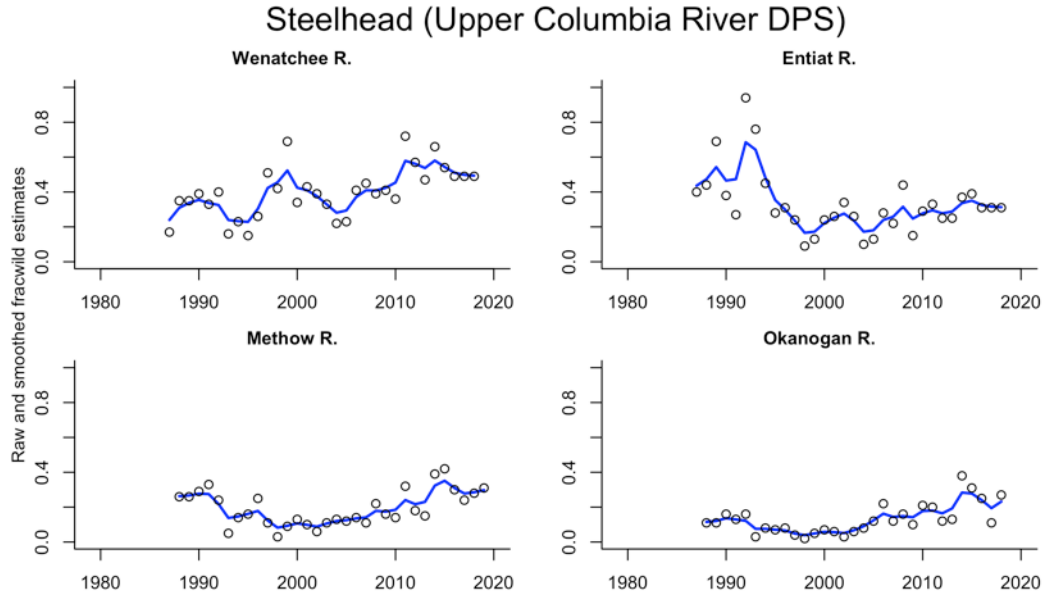 Steelhead (Upper Columbia River DPS)
Raw and smoothed fracwild estimates
Wenatchee R.
0.8
0.4
0.0
1980 1990 2000 2010 2020
Entiat R.
0.8
0.4
0.0
1980 1990 2000 2010 2020
Methow R.
0.8
0.4
0.0
1980 1990 2000 2010 2020
Okanogan R.
0.8
0.4
0.0
1980 1990 2000 2010 2020